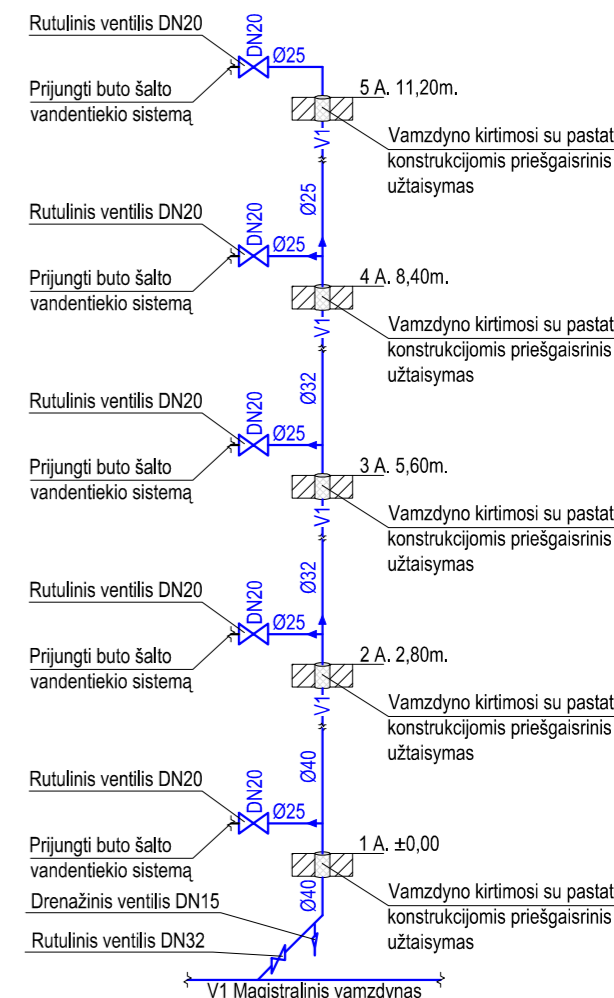 Rutulinis ventilis DN20
DN20
Ø25
Prijungti buto šalto
vandentiekio sistemą
5 A. 11,20m.
Vamzdyno kirtimosi su pastat
konstrukcijomis priešgaisrinis
užtaisymas
V1
Ø25
Rutulinis ventilis DN20
DN20
Ø25
Prijungti buto šalto
vandentiekio sistemą
4 A. 8,40m.
Vamzdyno kirtimosi su pastat
konstrukcijomis priešgaisrinis
užtaisymas
V1
Ø32
Rutulinis ventilis DN20
DN20
Ø25
Prijungti buto šalto
vandentiekio sistemą
3 A. 5,60m.
Vamzdyno kirtimosi su pastat
konstrukcijomis priešgaisrinis
užtaisymas
V1
Ø32
Rutulinis ventilis DN20
DN20
Ø25
Prijungti buto šalto
vandentiekio sistemą
2 A. 2,80m.
Vamzdyno kirtimosi su pastat
konstrukcijomis priešgaisrinis
užtaisymas
V1
Ø40
Rutulinis ventilis DN20
DN20
Ø25
Prijungti buto šalto
vandentiekio sistemą
1 A. ±0,00
Vamzdyno kirtimosi su pastat
konstrukcijomis priešgaisrinis
užtaisymas
Ø40
Drenažinis ventilis DN15
Rutulinis ventilis DN32
V1 Magistralinis vamzdynas